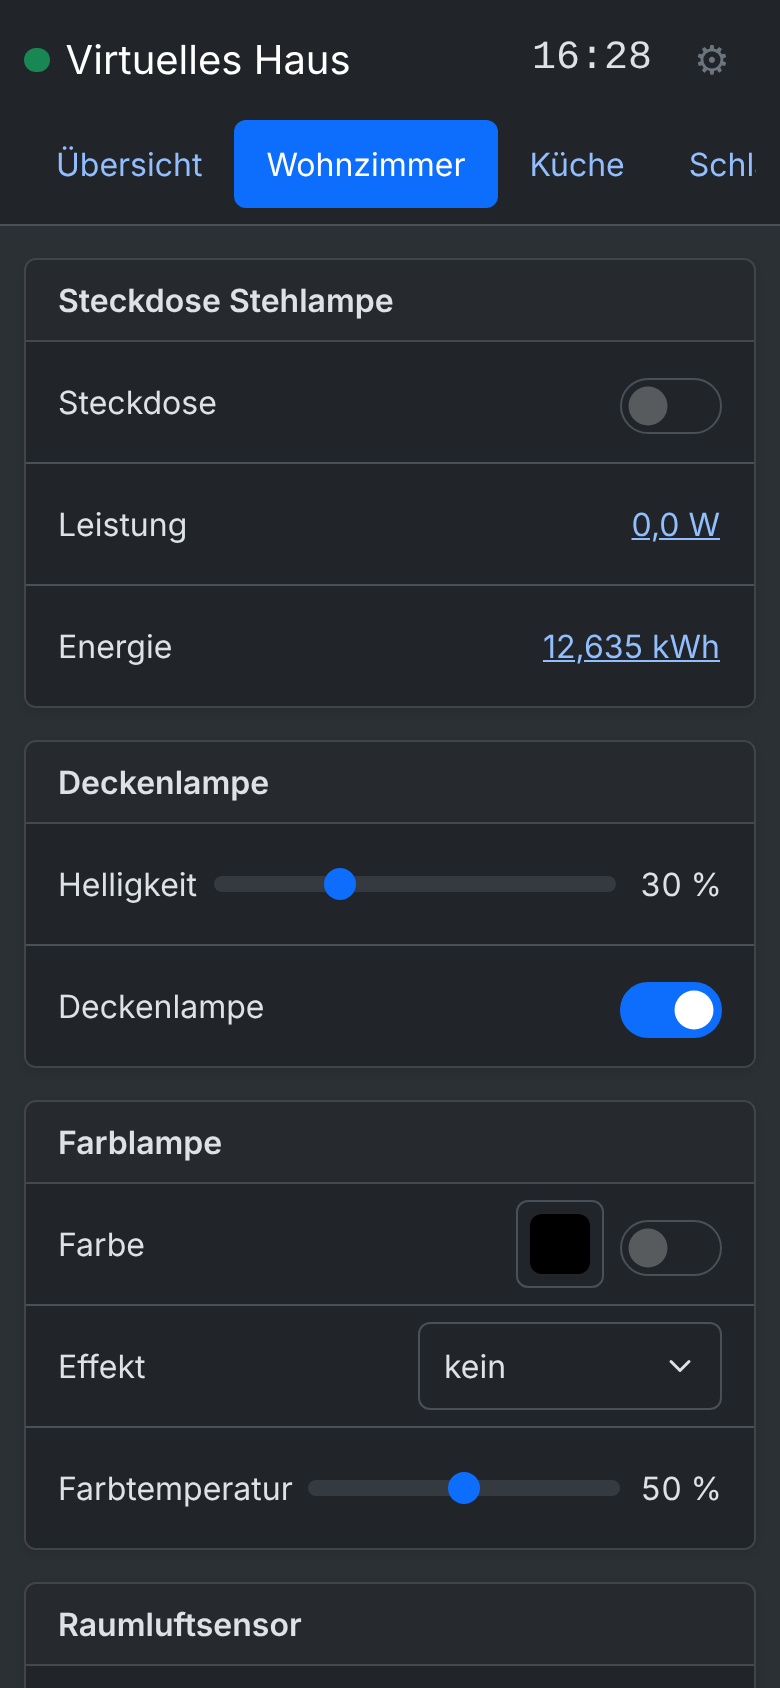 Virtuelles Haus 16:28
Übersicht Wohnzimmer Küche Schl
Steckdose Stehlampe
Steckdose
Leistung 0,0 W
Energie 12,635 kWh
Deckenlampe
Helligkeit 30 %
Deckenlampe
Farblampe
Farbe
Effekt kein
Farbtemperatur 50 %
Raumluftsensor